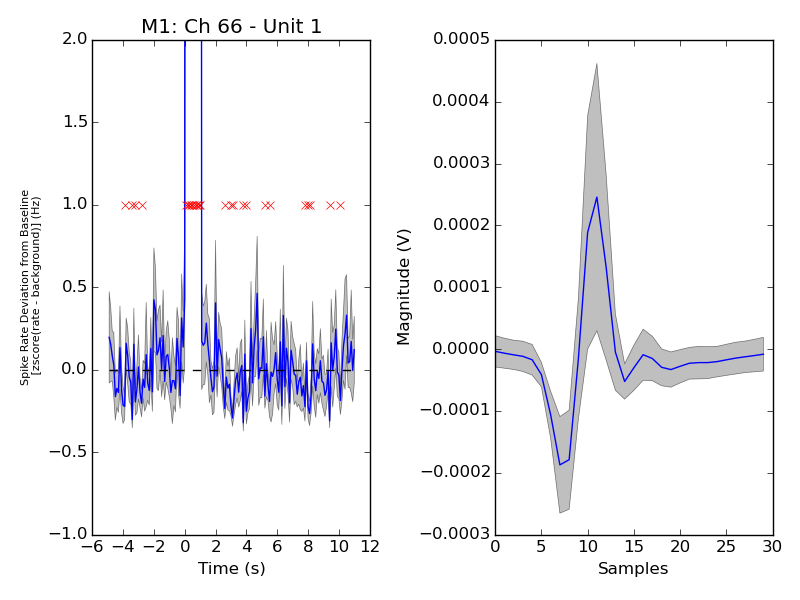 M1: Ch 66 - Unit 1
Spike Rate Deviation from Baseline
[zscore(rate - background)] (Hz)
2.0
1.5
1.0
0.5
0.0
−0.5
−1.0
−6 −4 −2 0 2 4 6 8 10 12
Time (s)
Magnitude (V)
0.0005
0.0004
0.0003
0.0002
0.0001
0.0000
−0.0001
−0.0002
−0.0003
0 5 10 15 20 25 30
Samples